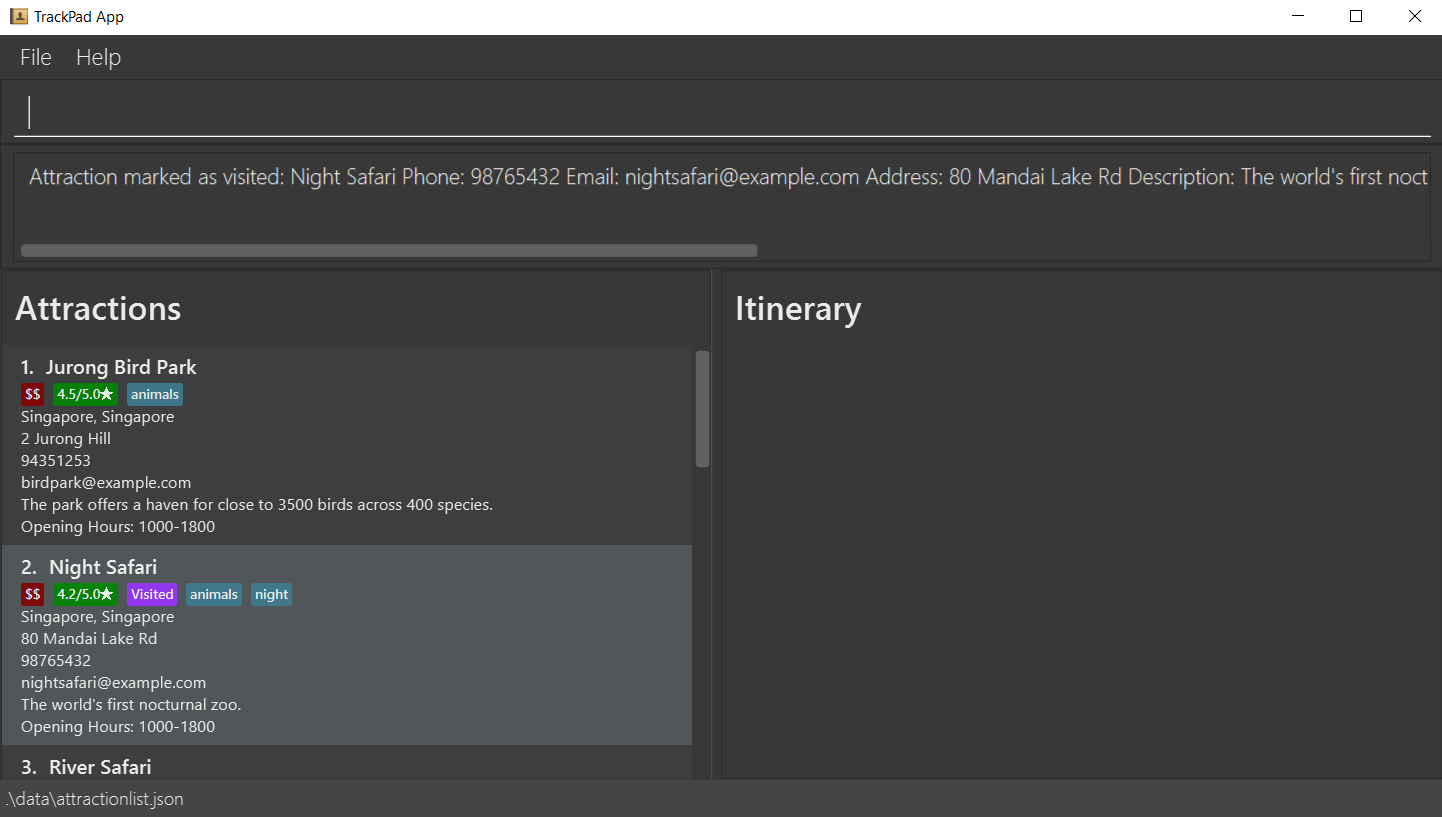 TrackPad App
File Help
Attraction marked as visited: Night Safari Phone: 98765432 Email: nightsafari@example.com Address: 80 Mandai Lake Rd Description: The world's first noct
Attractions
1. Jurong Bird Park
$$ 4.5/5.0★ animals
Singapore, Singapore
2 Jurong Hill
94351253
birdpark@example.com
The park offers a haven for close to 3500 birds across 400 species.
Opening Hours: 1000-1800
2. Night Safari
$$ 4.2/5.0★ Visited animals night
Singapore, Singapore
80 Mandai Lake Rd
98765432
nightsafari@example.com
The world's first nocturnal zoo.
Opening Hours: 1000-1800
3. River Safari
Itinerary
.\data\attractionlist.json